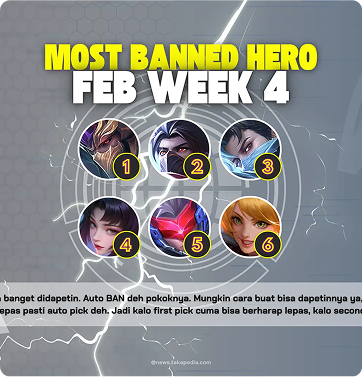 MOST BANNED HERO
FEB WEEK 4
1
2
3
4
5
6
banget didapetin. Auto BAN deh pokoknya. Mungkin cara buat bisa dapetinnya ya,
epas pasti auto pick deh. Jadi kalo first pick cuma bisa berharap lepas, kalo second
@news.takapedia.com